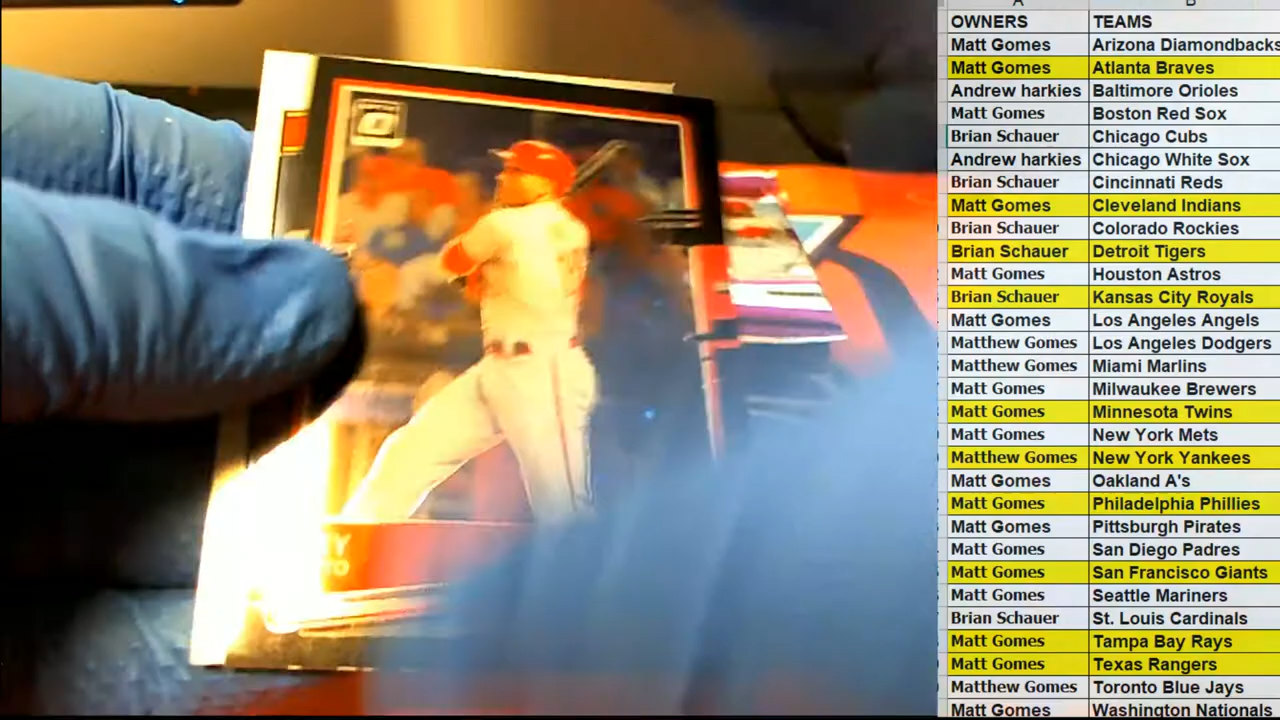 A B
OWNERS TEAMS
Matt Gomes Arizona Diamondbacks
Matt Gomes Atlanta Braves
Andrew harkies Baltimore Orioles
Matt Gomes Boston Red Sox
Brian Schauer Chicago Cubs
Andrew harkies Chicago White Sox
Brian Schauer Cincinnati Reds
Matt Gomes Cleveland Indians
Brian Schauer Colorado Rockies
Brian Schauer Detroit Tigers
Matt Gomes Houston Astros
Brian Schauer Kansas City Royals
Matt Gomes Los Angeles Angels
Matthew Gomes Los Angeles Dodgers
Matthew Gomes Miami Marlins
Matt Gomes Milwaukee Brewers
Matt Gomes Minnesota Twins
Matt Gomes New York Mets
Matthew Gomes New York Yankees
Matt Gomes Oakland A's
Matt Gomes Philadelphia Phillies
Matt Gomes Pittsburgh Pirates
Matt Gomes San Diego Padres
Matt Gomes San Francisco Giants
Matt Gomes Seattle Mariners
Brian Schauer St. Louis Cardinals
Matt Gomes Tampa Bay Rays
Matt Gomes Texas Rangers
Matthew Gomes Toronto Blue Jays
Matt Gomes Washington Nationals